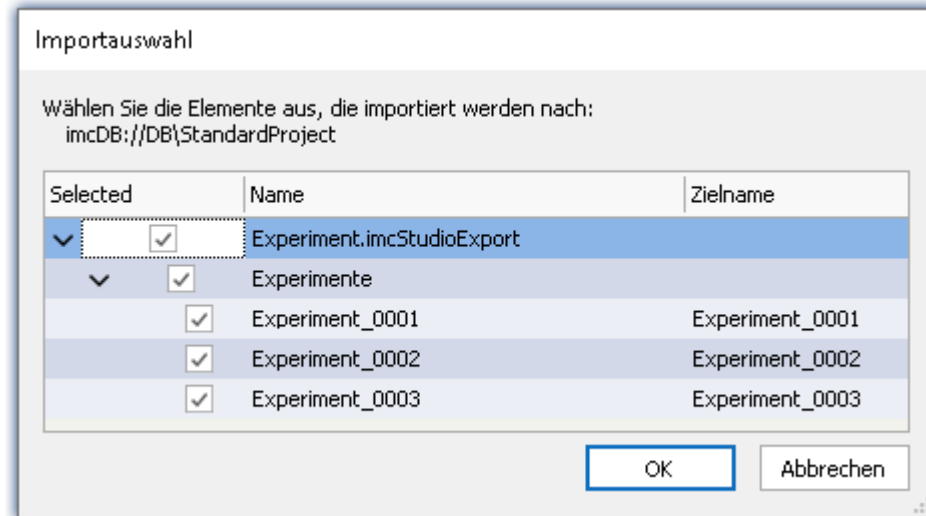 Importauswahl
Wählen Sie die Elemente aus, die importiert werden nach:
imcDB://DB\StandardProject
Selected Name Zielname
Experiment.imcStudioExport
Experimente
Experiment_0001 Experiment_0001
Experiment_0002 Experiment_0002
Experiment_0003 Experiment_0003
OK Abbrechen